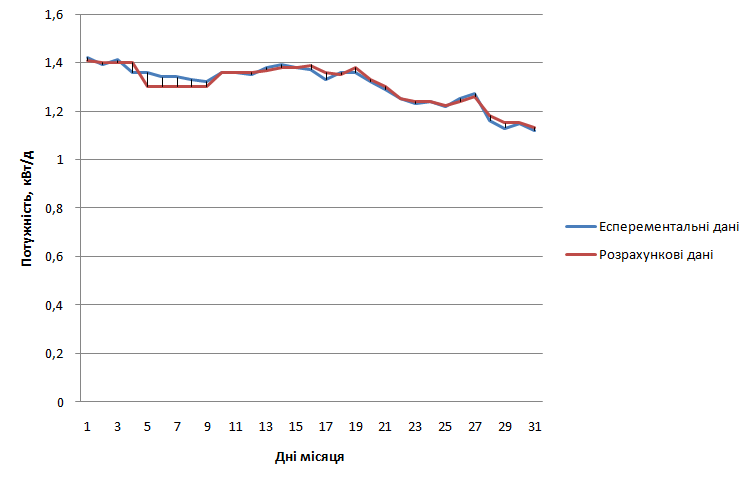 1,6
1,4
1,2
1
0,8
0,6
0,4
0,2
0
Потужність, кВт/д
1 3 5 7 9 11 13 15 17 19 21 23 25 27 29 31
Дні місяця
Есперементальні дані
Розрахункові дані